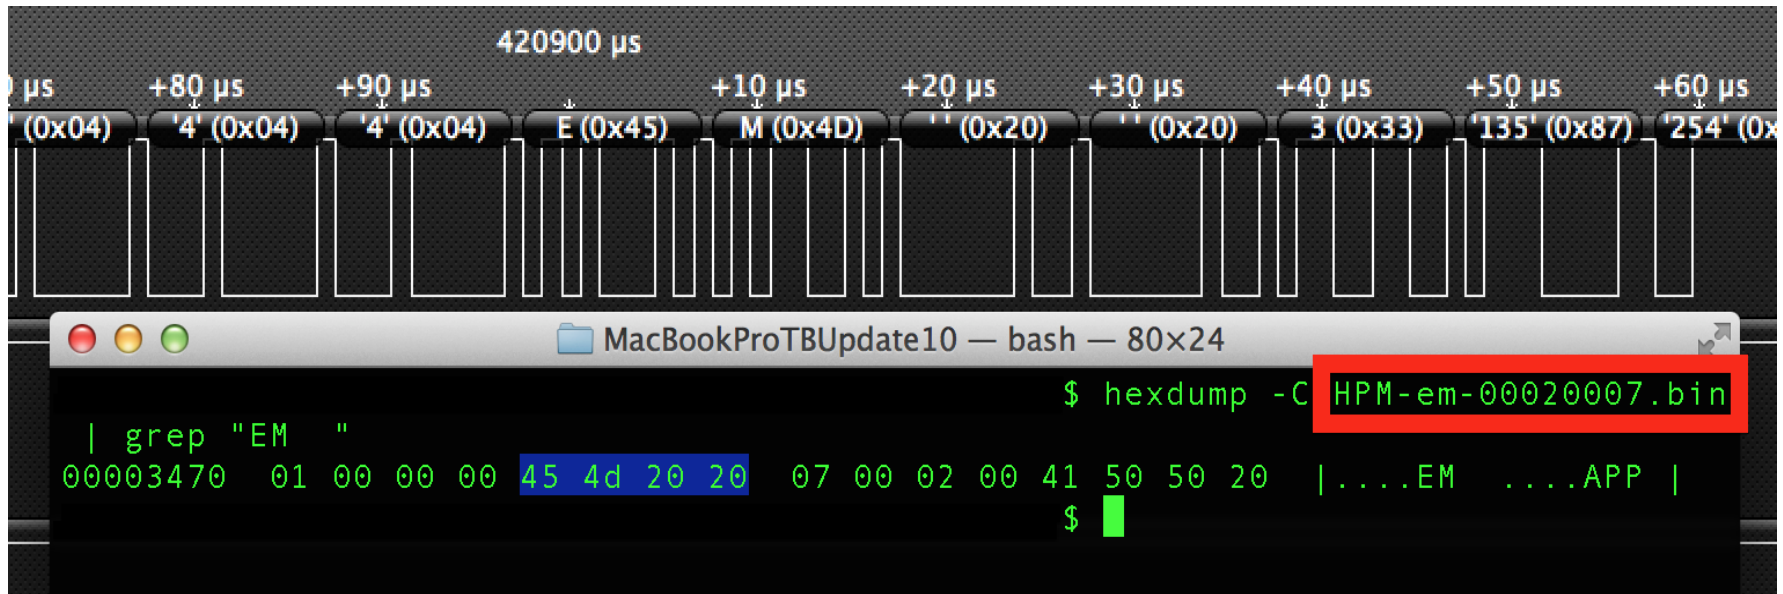 420900 µs
µs +80 µs +90 µs +10 µs +20 µs +30 µs +40 µs +50 µs +60 µs
' (0x04) '4' (0x04) '4' (0x04) E (0x45) M (0x4D) ' ' (0x20) ' ' (0x20) 3 (0x33) '135' (0x87) '254' (0x
MacBookProTBUpdate10 — bash — 80×24
$ hexdump -C HPM-em-00020007.bin
| grep "EM  "
00003470  01 00 00 00 45 4d 20 20  07 00 02 00 41 50 50 20  |....EM  ....APP |
$